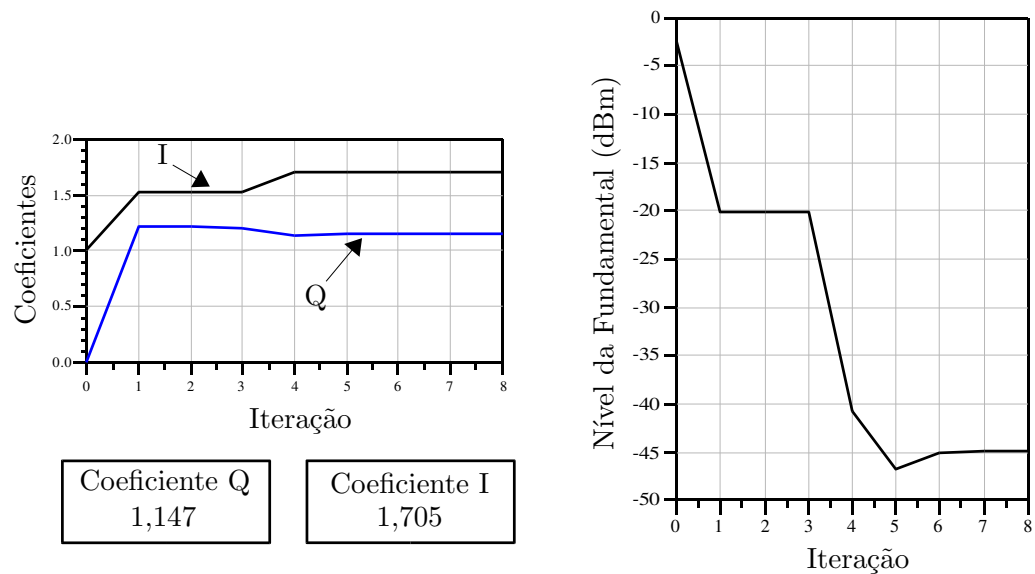 2.0
1.5
1.0
0.5
0.0
Coeficientes
I
Q
0 1 2 3 4 5 6 7 8
Iteração
Coeficiente Q
1,147
Coeficiente I
1,705
0
-5
-10
-15
-20
-25
-30
-35
-40
-45
-50
Nível da Fundamental (dBm)
0 1 2 3 4 5 6 7 8
Iteração